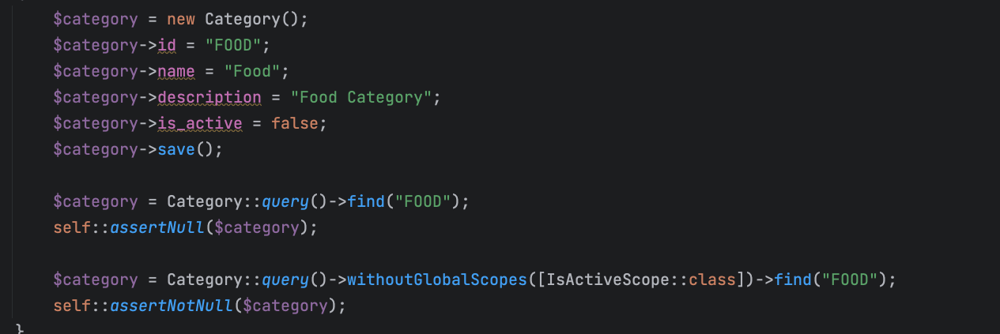 $category = new Category();
$category->id = "FOOD";
$category->name = "Food";
$category->description = "Food Category";
$category->is_active = false;
$category->save();
$category = Category::query()->find("FOOD");
self::assertNull($category);
$category = Category::query()->withoutGlobalScopes([IsActiveScope::class])->find("FOOD");
self::assertNotNull($category);
}